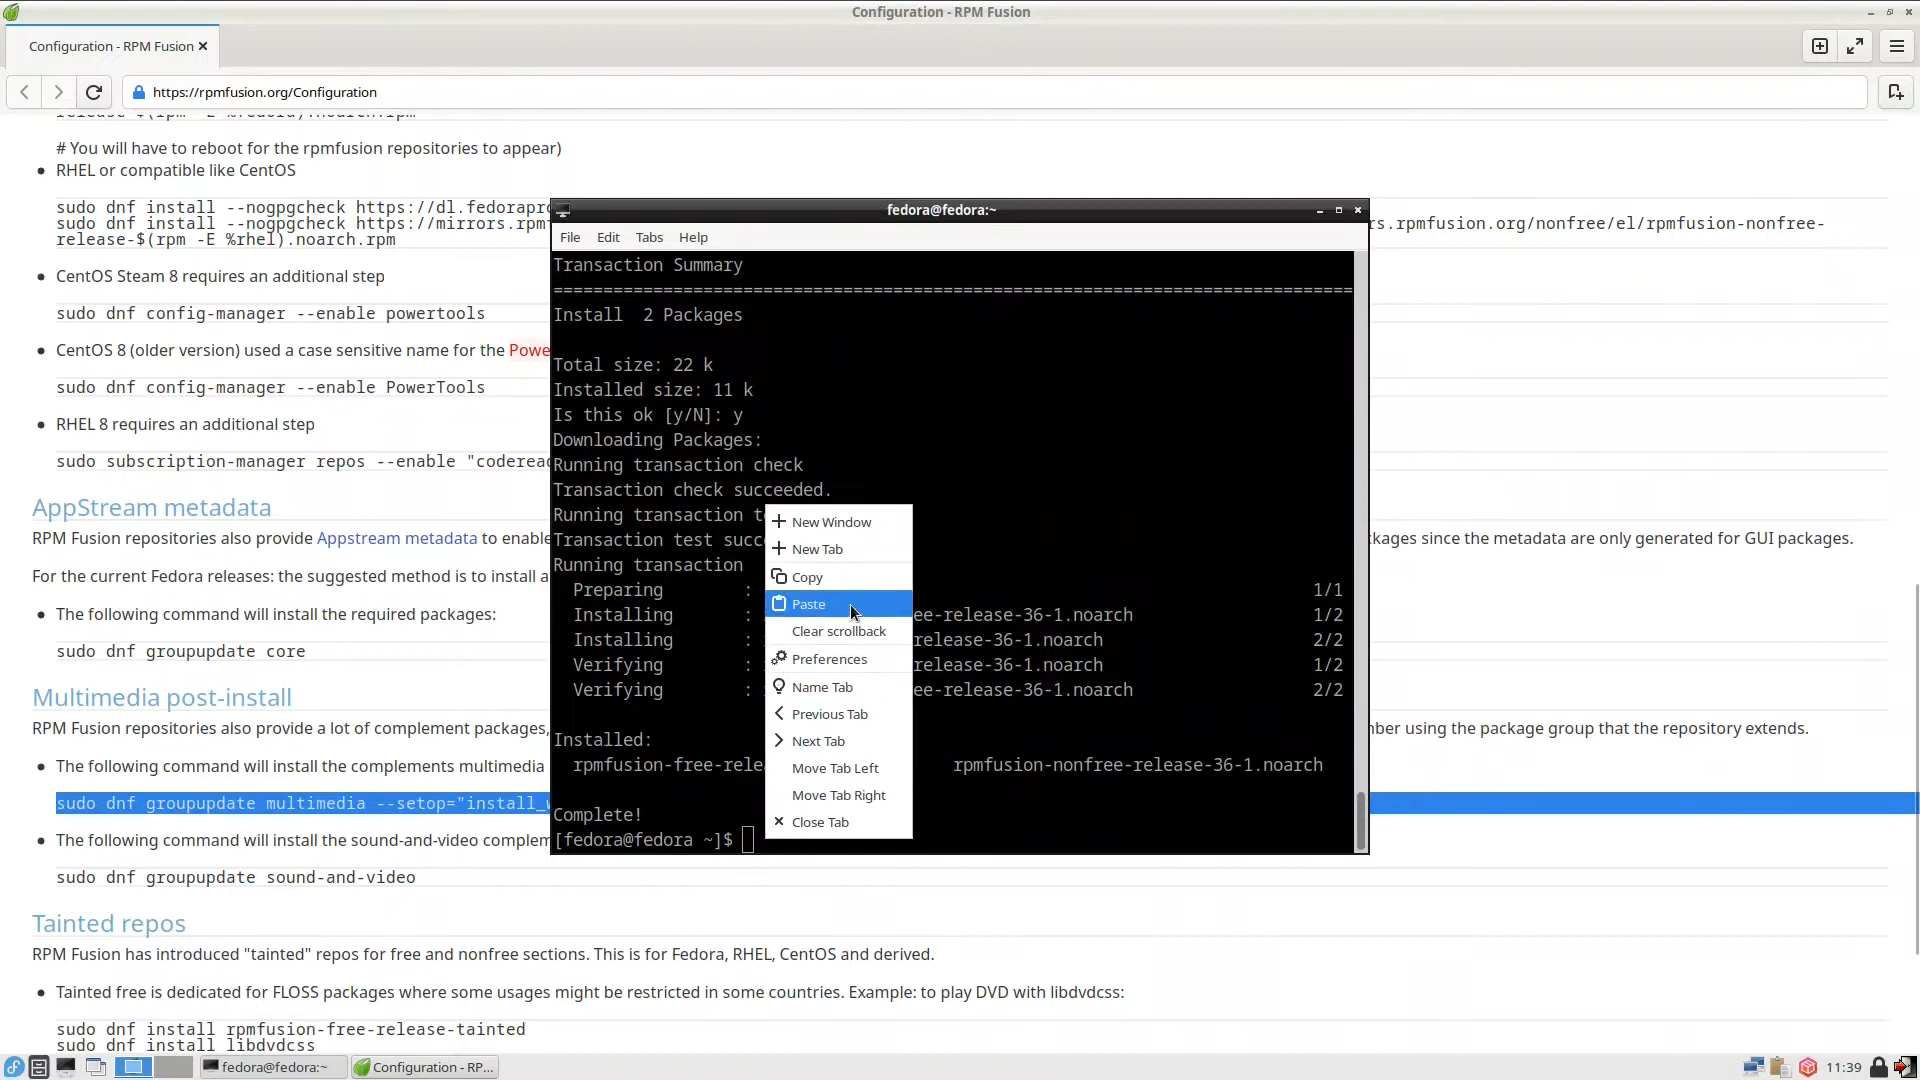 Configuration - RPM Fusion
Configuration - RPM Fusion
https://rpmfusion.org/Configuration
# You will have to reboot for the rpmfusion repositories to appear)
RHEL or compatible like CentOS
sudo dnf install --nogpgcheck https://dl.fedorapr
sudo dnf install --nogpgcheck https://mirrors.rpm
rs.rpmfusion.org/nonfree/el/rpmfusion-nonfree-
release-$(rpm -E %rhel).noarch.rpm
CentOS Steam 8 requires an additional step
sudo dnf config-manager --enable powertools
CentOS 8 (older version) used a case sensitive name for the Powe
sudo dnf config-manager --enable PowerTools
RHEL 8 requires an additional step
sudo subscription-manager repos --enable "coderea
AppStream metadata
RPM Fusion repositories also provide Appstream metadata to enable
ckages since the metadata are only generated for GUI packages.
For the current Fedora releases: the suggested method is to install a
The following command will install the required packages:
sudo dnf groupupdate core
Multimedia post-install
RPM Fusion repositories also provide a lot of complement packages,
mber using the package group that the repository extends.
The following command will install the complements multimedia
sudo dnf groupupdate multimedia --setop="install_w
The following command will install the sound-and-video complem
sudo dnf groupupdate sound-and-video
Tainted repos
RPM Fusion has introduced "tainted" repos for free and nonfree sections. This is for Fedora, RHEL, CentOS and derived.
Tainted free is dedicated for FLOSS packages where some usages might be restricted in some countries. Example: to play DVD with libdvdcss:
sudo dnf install rpmfusion-free-release-tainted
sudo dnf install libdvdcss
fedora@fedora:~
File Edit Tabs Help
Transaction Summary
================================================================================
Install  2 Packages
Total size: 22 k
Installed size: 11 k
Is this ok [y/N]: y
Downloading Packages:
Running transaction check
Transaction check succeeded.
Running transaction t
Transaction test succ
Running transaction
Preparing : 1/1
Installing : ee-release-36-1.noarch 1/2
Installing : release-36-1.noarch 2/2
Verifying : release-36-1.noarch 1/2
Verifying : ee-release-36-1.noarch 2/2
Installed:
rpmfusion-free-rele rpmfusion-nonfree-release-36-1.noarch
Complete!
[fedora@fedora ~]$
New Window
New Tab
Copy
Paste
Clear scrollback
Preferences
Name Tab
Previous Tab
Next Tab
Move Tab Left
Move Tab Right
Close Tab
fedora@fedora:~
Configuration - RP...
11:39